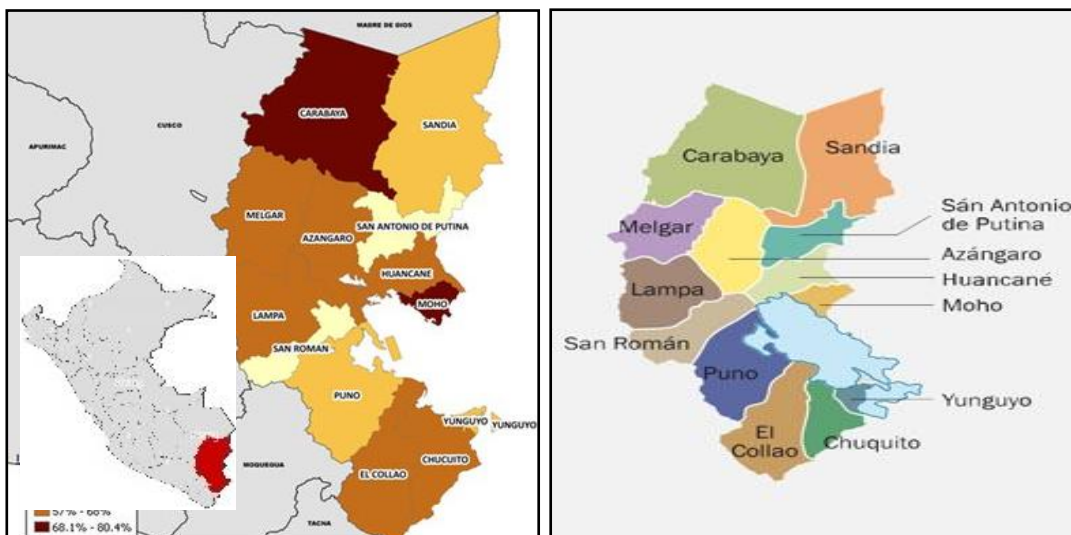 MADRE DE DIOS
CUSCO
CARABAYA
SANDIA
APURIMAC
MELGAR
SAN ANTONIO DE PUTINA
AZANGARO
HUANCANÉ
MOHO
LAMPA
SAN ROMAN
PUNO
YUNGUYO
YUNGUYO
CHUCUITO
EL COLLAO
MOQUEGUA
68.1% - 80.4%
TACNA
Carabaya
Sandia
Sán Antonio
de Putina
Melgar
Azángaro
Huancané
Lampa
Moho
San Román
Puno
Yunguyo
El
Collao
Chuquito